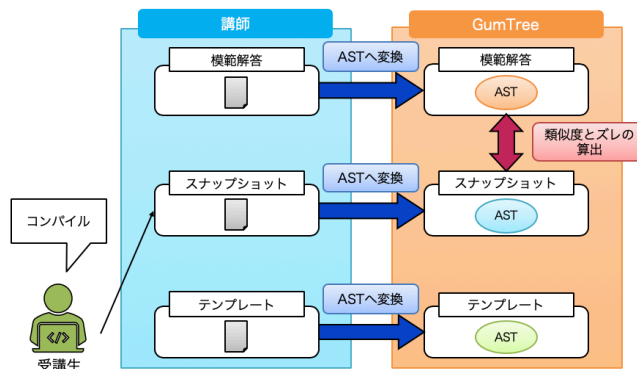 講師
GumTree
模範解答
ASTへ変換
模範解答
AST
類似度とズレの
算出
スナップショット
ASTへ変換
スナップショット
AST
コンパイル
テンプレート
ASTへ変換
テンプレート
AST
</>
受講生